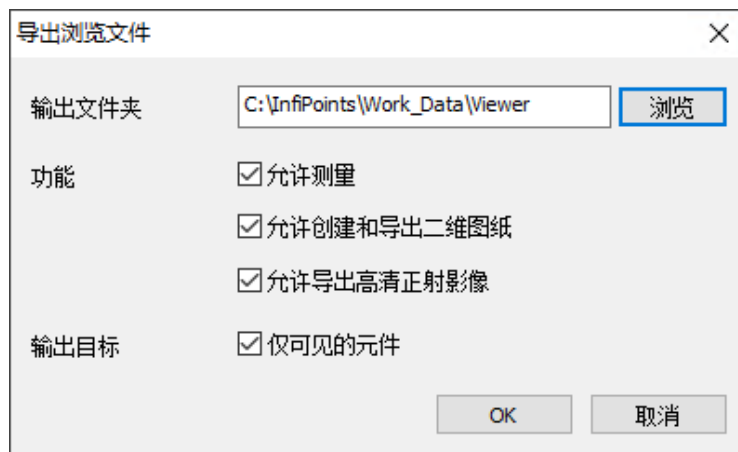 导出浏览文件
输出文件夹 C:\InfiPoints\Work_Data\Viewer 浏览
功能 允许测量
允许创建和导出二维图纸
允许导出高清正射影像
输出目标 仅可见的元件
OK 取消